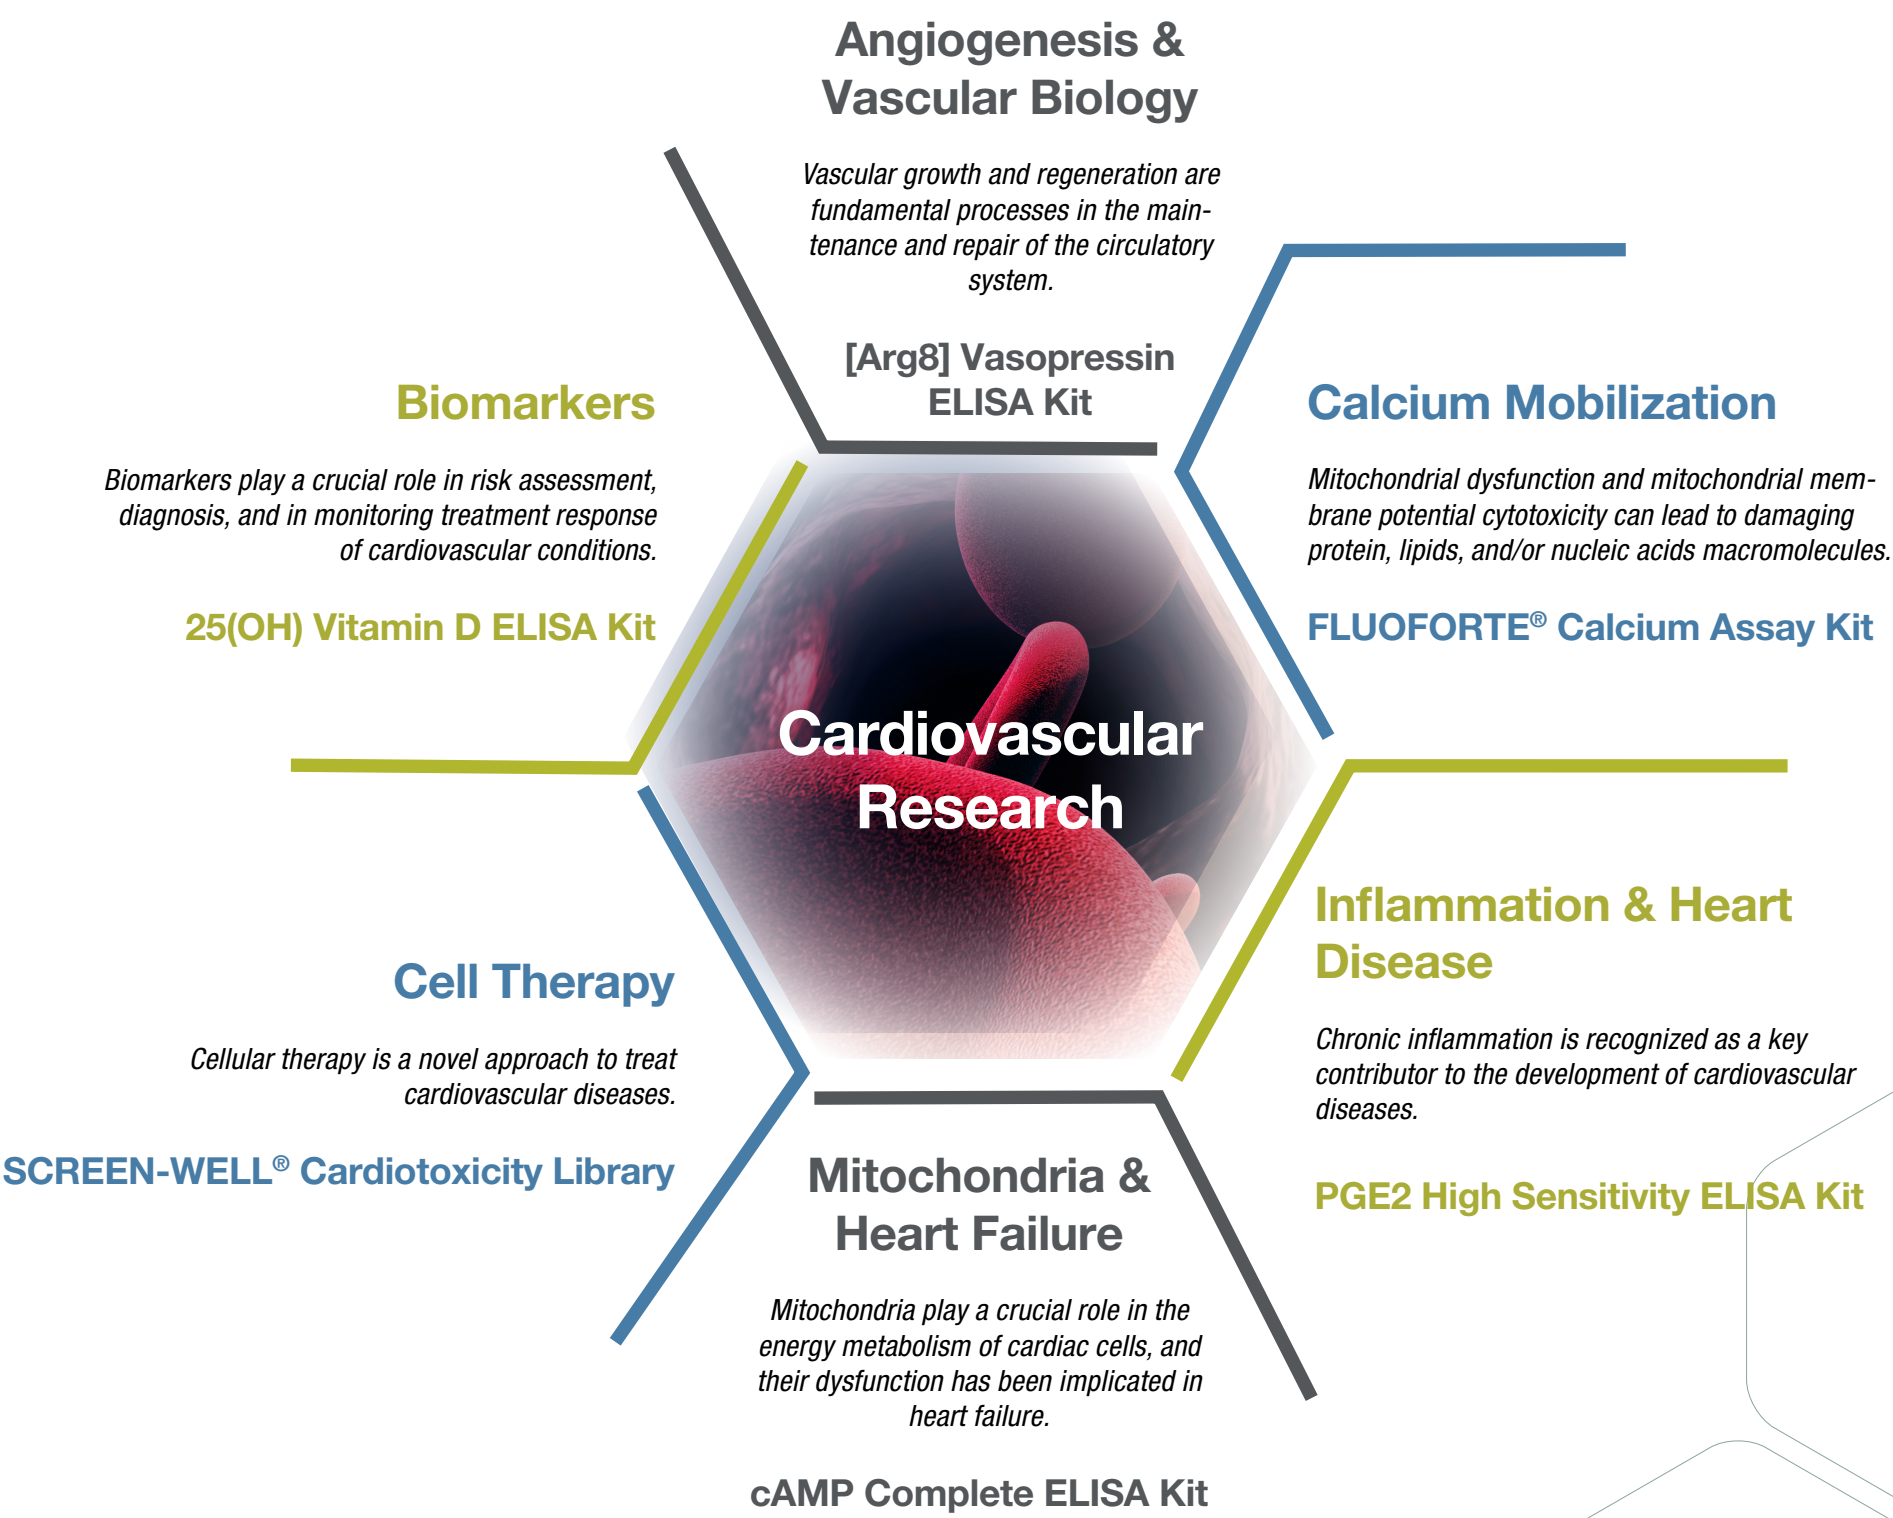 Angiogenesis &
Vascular Biology
Vascular growth and regeneration are
fundamental processes in the main-
tenance and repair of the circulatory
system.
[Arg8] Vasopressin
ELISA Kit
Biomarkers
Biomarkers play a crucial role in risk assessment,
diagnosis, and in monitoring treatment response
of cardiovascular conditions.
25(OH) Vitamin D ELISA Kit
Calcium Mobilization
Mitochondrial dysfunction and mitochondrial mem-
brane potential cytotoxicity can lead to damaging
protein, lipids, and/or nucleic acids macromolecules.
FLUOFORTE® Calcium Assay Kit
Cardiovascular
Research
Inflammation & Heart
Disease
Chronic inflammation is recognized as a key
contributor to the development of cardiovascular
diseases.
PGE2 High Sensitivity ELISA Kit
Cell Therapy
Cellular therapy is a novel approach to treat
cardiovascular diseases.
SCREEN-WELL® Cardiotoxicity Library
Mitochondria &
Heart Failure
Mitochondria play a crucial role in the
energy metabolism of cardiac cells, and
their dysfunction has been implicated in
heart failure.
cAMP Complete ELISA Kit